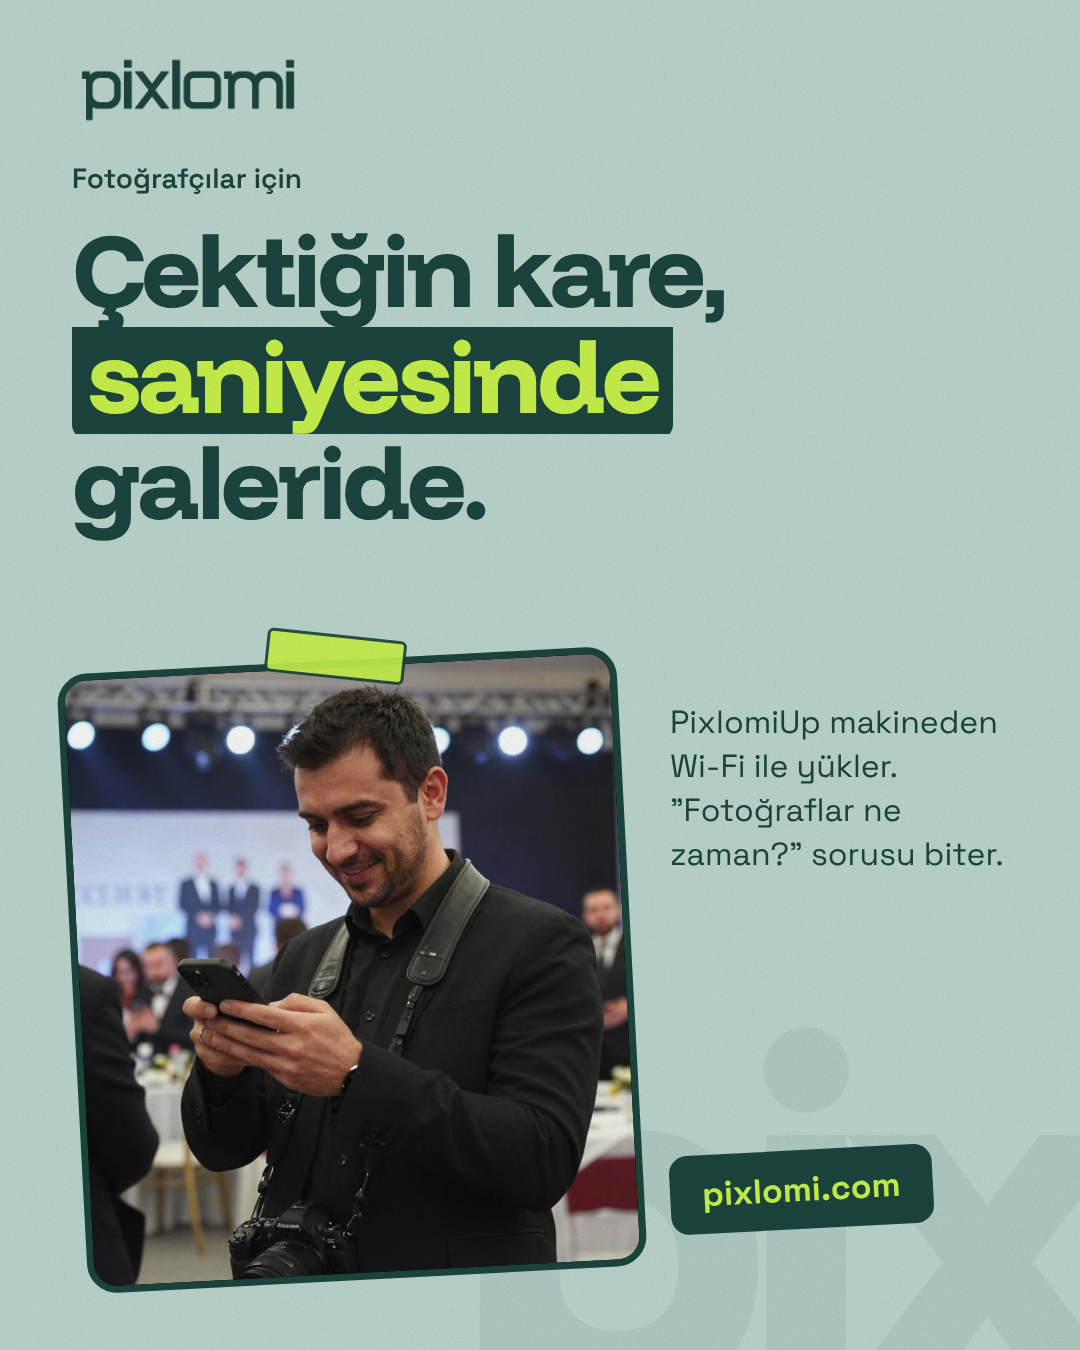 pixlomi
Fotoğrafçılar için
Çektiğin kare,
saniyesinde
galeride.
PixlomiUp makineden
Wi-Fi ile yükler.
”Fotoğraflar ne
zaman?” sorusu biter.
pixlomi.com
pix